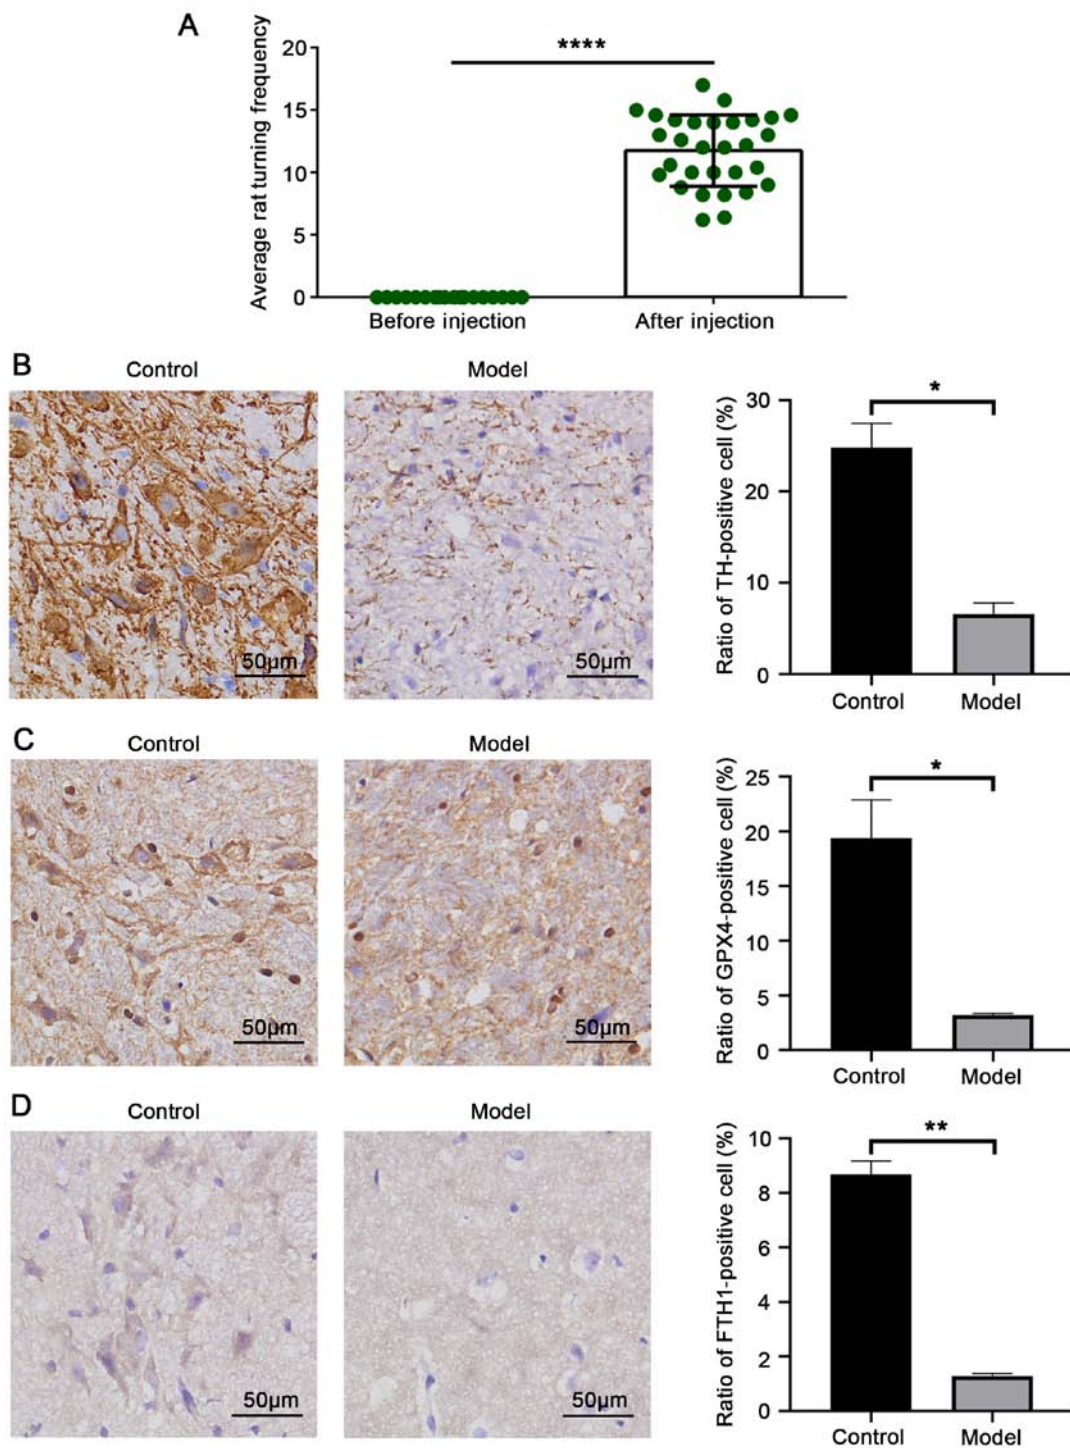 A
Average rat turning frequency
****
20
15
10
5
0
Before injection
After injection
B
Control
Model
50μm
50μm
Ratio of TH-positive cell (%)
*
30
20
10
0
Control
Model
C
Control
Model
50μm
50μm
Ratio of GPX4-positive cell (%)
*
25
20
15
10
5
0
Control
Model
D
Control
Model
50μm
50μm
Ratio of FTH1-positive cell (%)
**
10
8
6
4
2
0
Control
Model